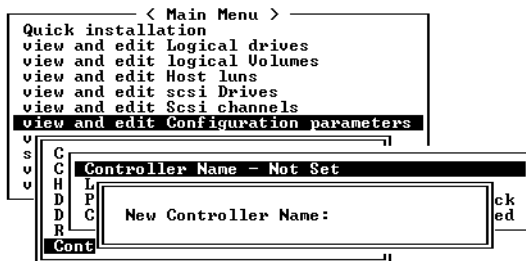 < Main Menu >
Quick installation
view and edit Logical drives
view and edit logical Volumes
view and edit Host luns
view and edit scsi Drives
view and edit Scsi channels
view and edit Configuration parameters
v
s C
v C Controller Name - Not Set
v H L
D P ck
D C New Controller Name: ed
R
Cont